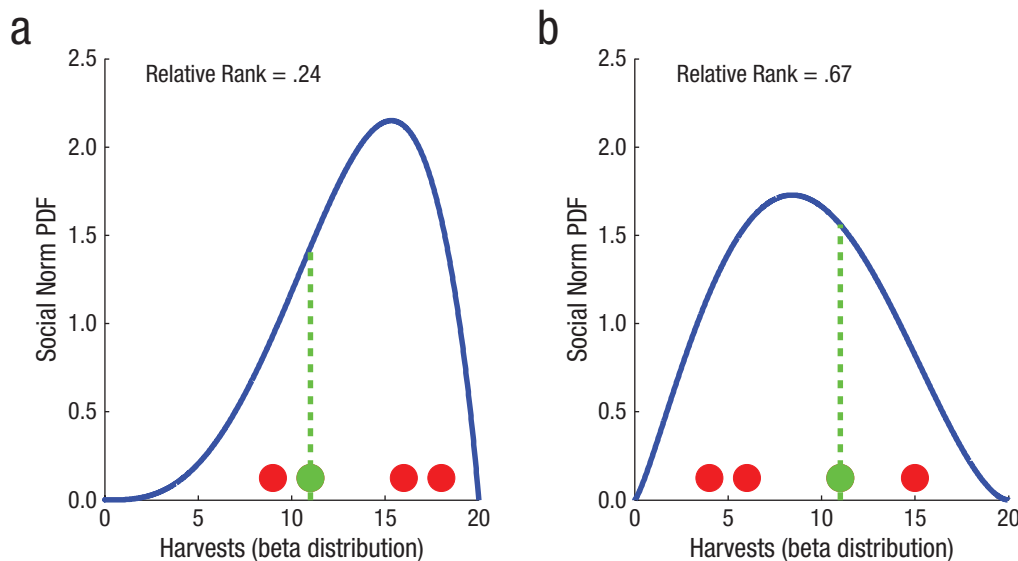 a
Relative Rank = .24
Social Norm PDF
2.5
2.0
1.5
1.0
0.5
0.0
0 5 10 15 20
Harvests (beta distribution)
b
Relative Rank = .67
Social Norm PDF
2.5
2.0
1.5
1.0
0.5
0.0
0 5 10 15 20
Harvests (beta distribution)